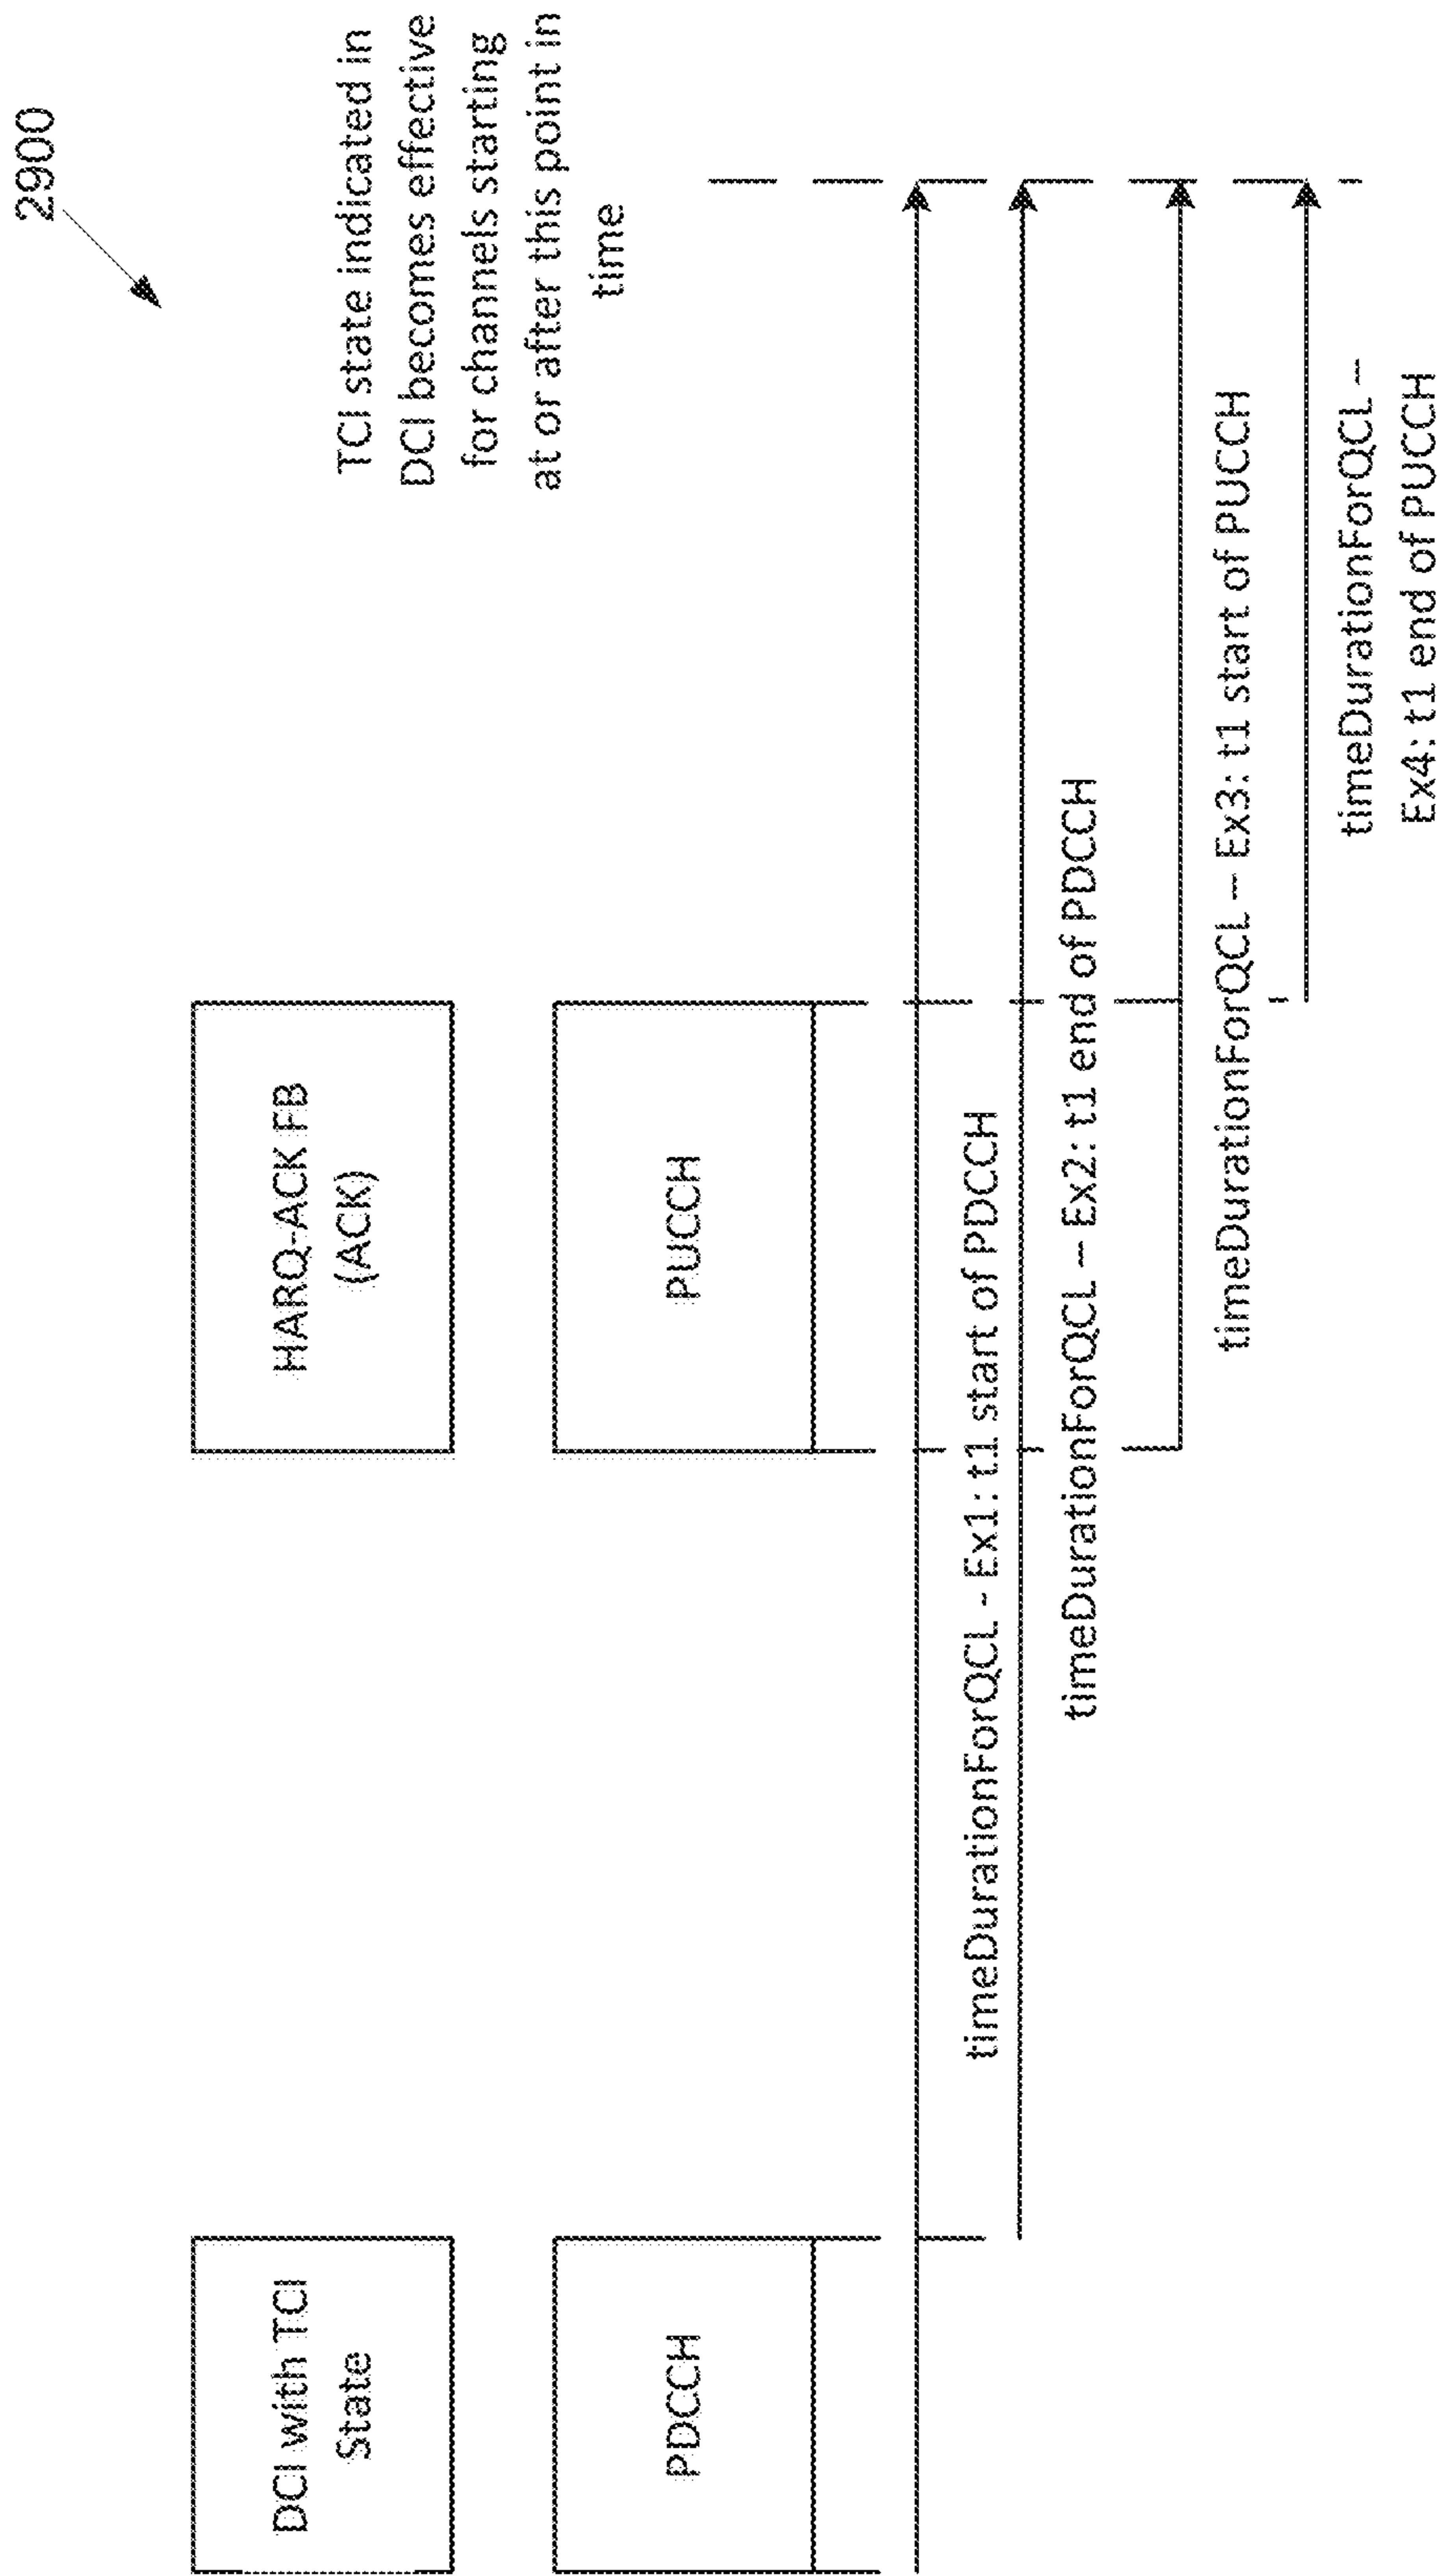 2900
TCI state indicated in
DCI becomes effective
for channels starting
at or after this point in
time
DCI with TCI
State
HARQ-ACK FB
(ACK)
PDCCH
PUCCH
timeDurationForQCL - Ex1: t1 start of PDCCH
timeDurationForQCL – Ex2: t1 end of PDCCH
timeDurationForQCL – Ex3: t1 start of PUCCH
timeDurationForQCL –
Ex4: t1 end of PUCCH